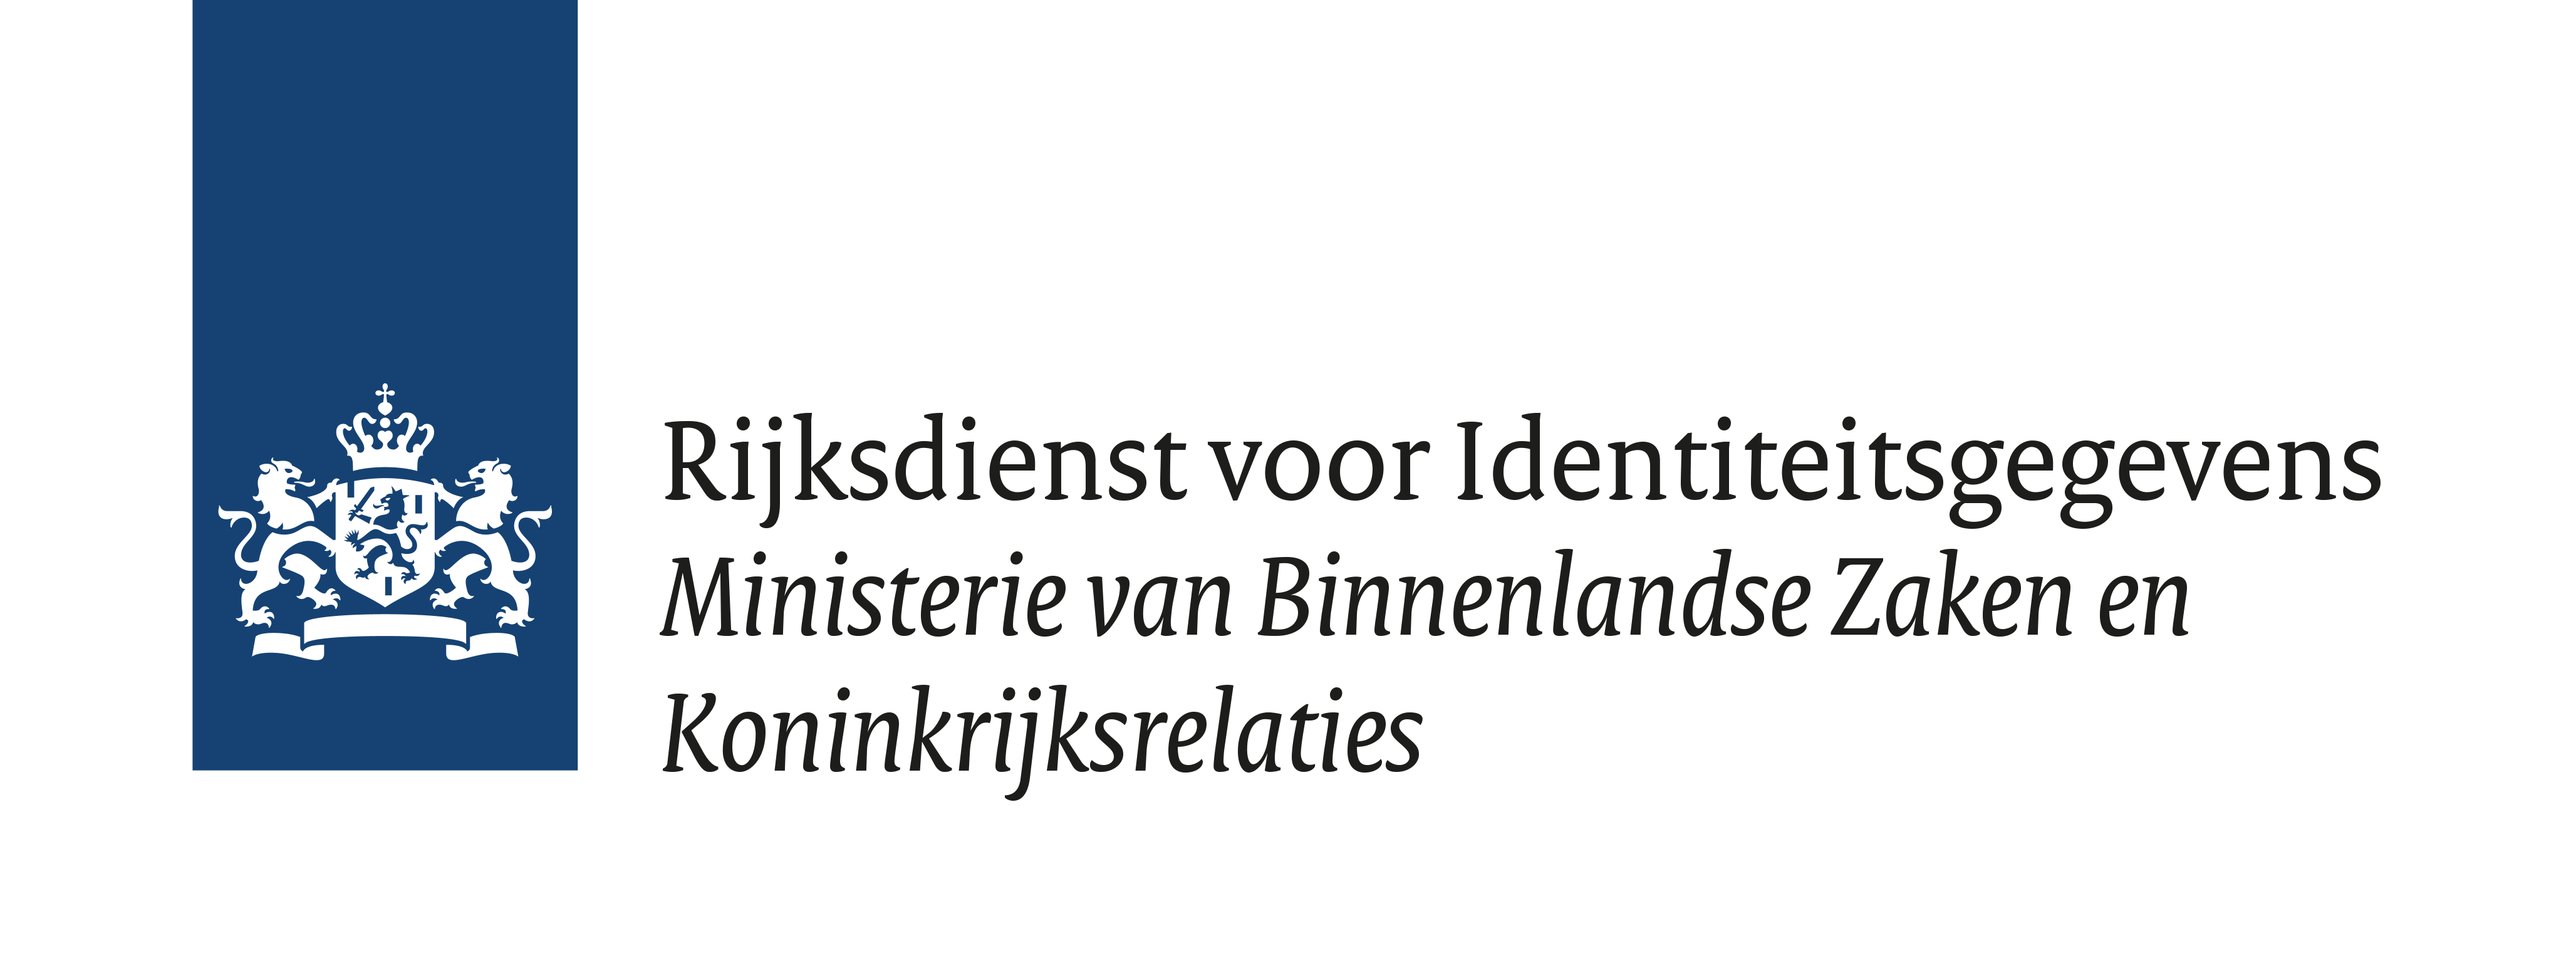 Rijksdienst voor Identiteitsgegevens
Ministerie van Binnenlandse Zaken en
Koninkrijksrelaties